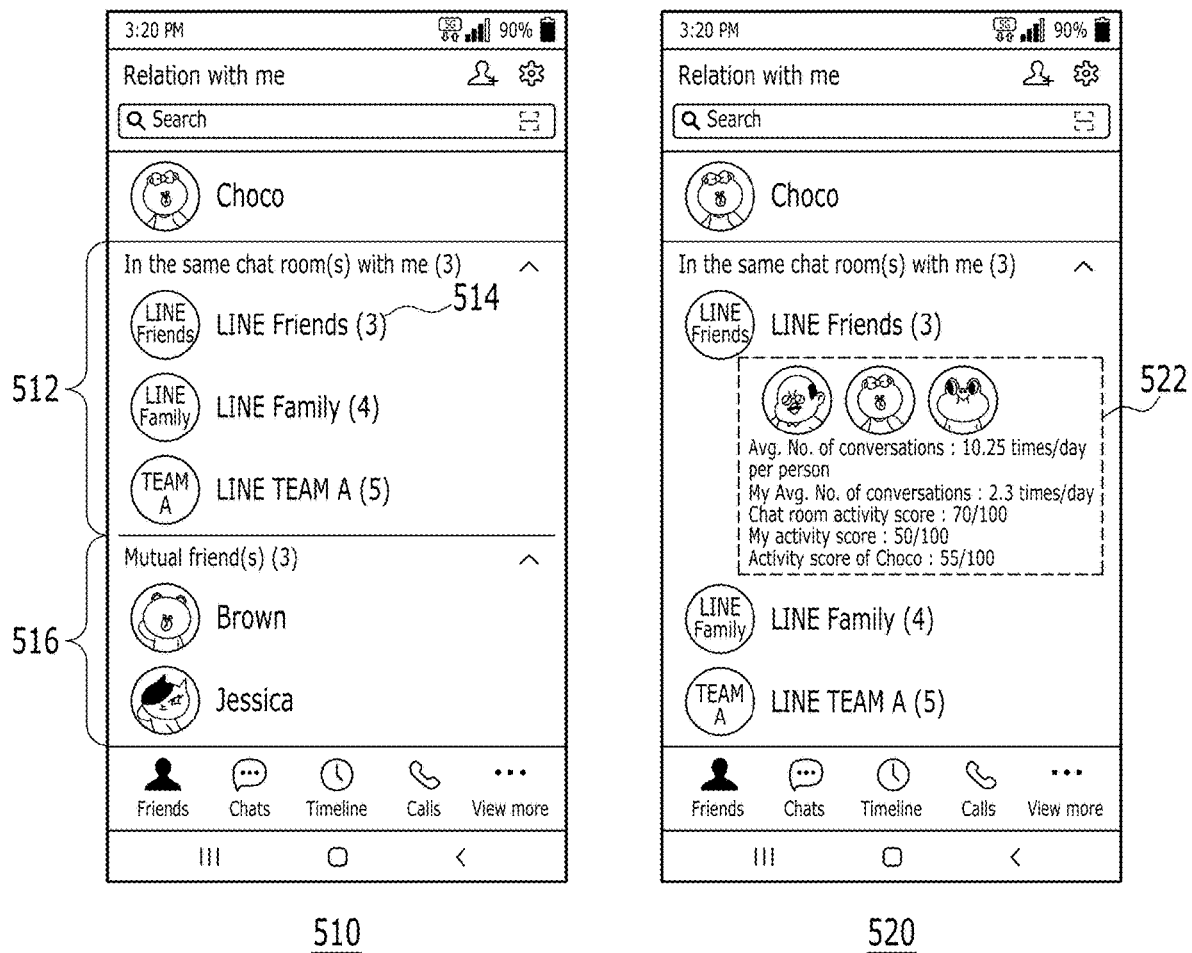 3:20 PM 5G 90%
Relation with me
Search
Choco
In the same chat room(s) with me (3)
LINE Friends LINE Friends (3) 514
512
LINE Family LINE Family (4)
TEAM A LINE TEAM A (5)
Mutual friend(s) (3)
Brown
516
Jessica
Friends Chats Timeline Calls View more
510
3:20 PM 5G 90%
Relation with me
Search
Choco
In the same chat room(s) with me (3)
LINE Friends LINE Friends (3)
522
Avg. No. of conversations : 10.25 times/day
per person
My Avg. No. of conversations : 2.3 times/day
Chat room activity score : 70/100
My activity score : 50/100
Activity score of Choco : 55/100
LINE Family LINE Family (4)
TEAM A LINE TEAM A (5)
Friends Chats Timeline Calls View more
520